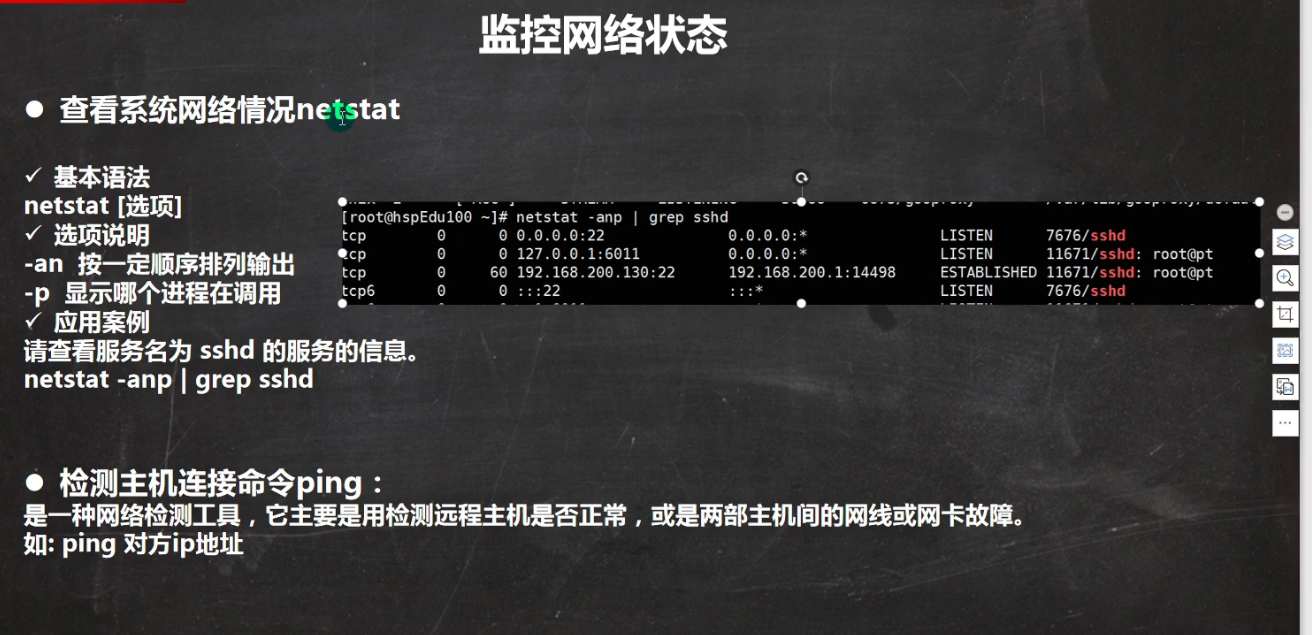 监控网络状态
● 查看系统网络情况netstat
✓ 基本语法
netstat [选项]
✓ 选项说明
-an 按一定顺序排列输出
-p 显示哪个进程在调用
✓ 应用案例
请查看服务名为 sshd 的服务的信息。
netstat -anp | grep sshd
[root@hspEdu100 ~]# netstat -anp | grep sshd
tcp 0 0 0.0.0.0:22 0.0.0.0:* LISTEN 7676/sshd
tcp 0 0 127.0.0.1:6011 0.0.0.0:* LISTEN 11671/sshd: root@pt
tcp 0 60 192.168.200.130:22 192.168.200.1:14498 ESTABLISHED 11671/sshd: root@pt
tcp6 0 0 :::22 :::* LISTEN 7676/sshd
● 检测主机连接命令ping：
是一种网络检测工具，它主要是用检测远程主机是否正常，或是两部主机间的网线或网卡故障。
如: ping 对方ip地址